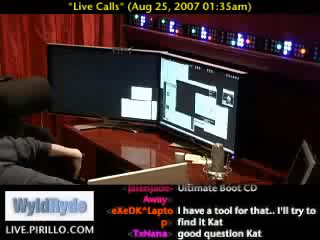 "Live Calls" (Aug 25, 2007 01:35am)
<jalenjade-
Away>
Ultimate Boot CD
<eXeDK^Lapto
p>
I have a tool for that.. I'll try to
find it Kat
<TxNana>
good question Kat
WyldRyde
LIVE.PIRILLO.COM